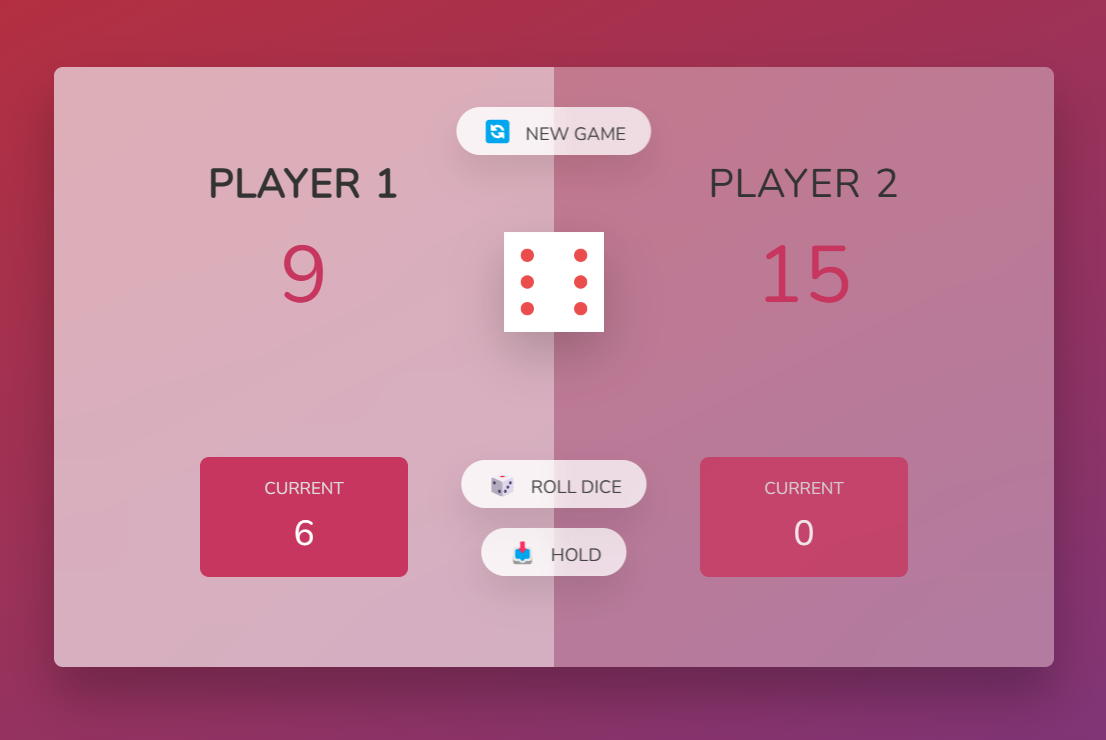 NEW GAME
PLAYER 1
9
CURRENT
6
PLAYER 2
15
CURRENT
0
ROLL DICE
HOLD